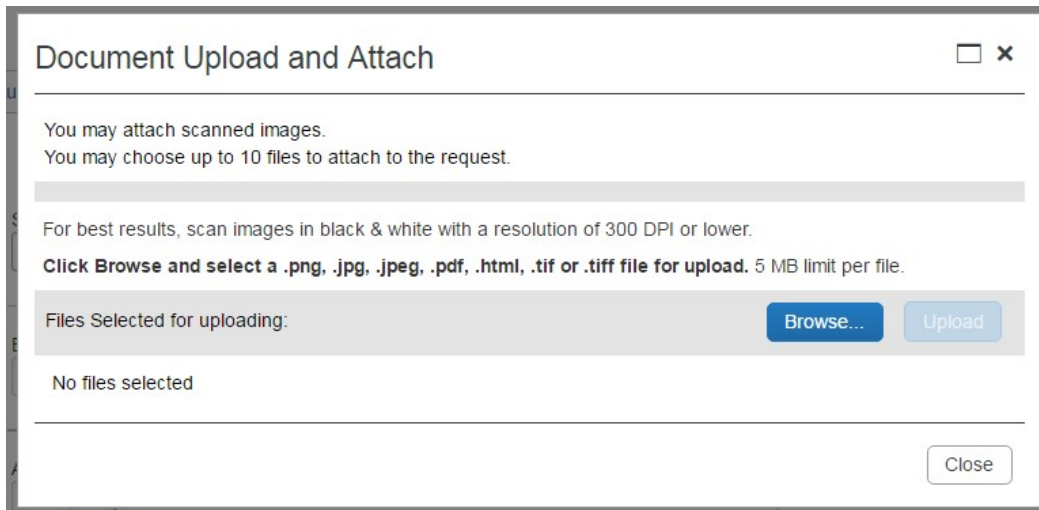 Document Upload and Attach
You may attach scanned images.
You may choose up to 10 files to attach to the request.
For best results, scan images in black & white with a resolution of 300 DPI or lower.
Click Browse and select a .png, .jpg, .jpeg, .pdf, .html, .tif or .tiff file for upload. 5 MB limit per file.
Files Selected for uploading:
Browse...
Upload
No files selected
Close